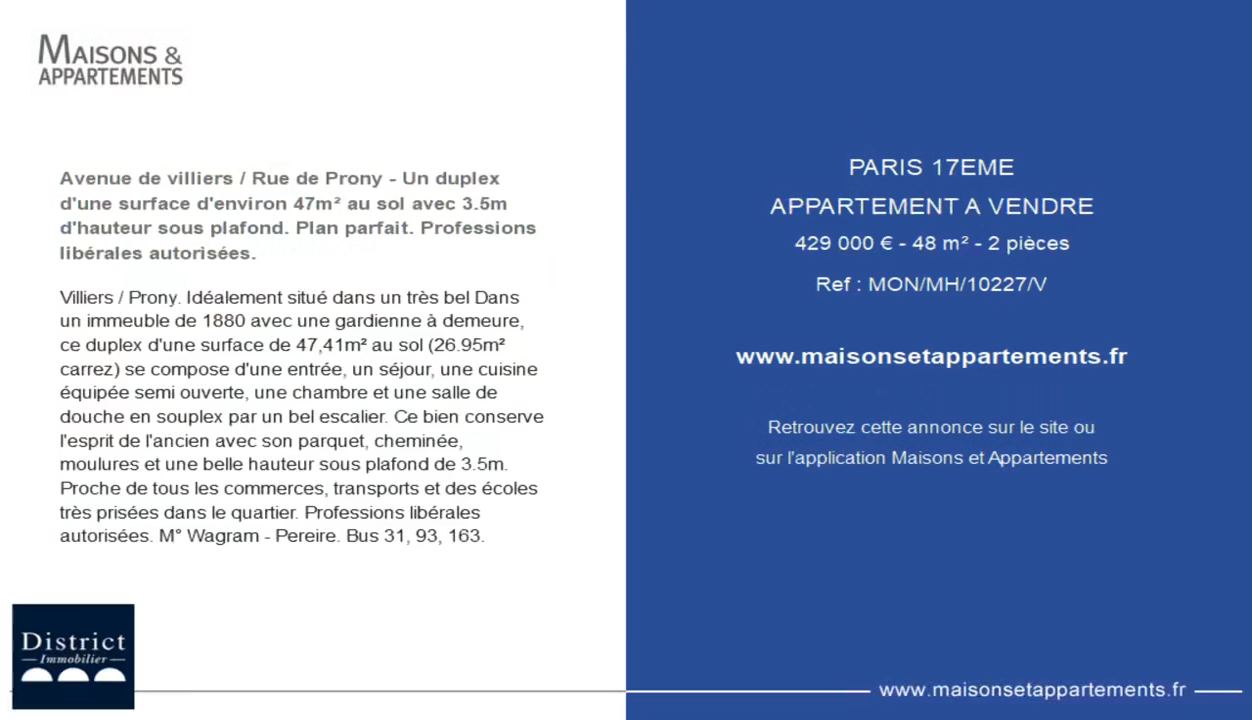 MAISONS &
APPARTEMENTS
Avenue de villiers / Rue de Prony - Un duplex
d'une surface d'environ 47m² au sol avec 3.5m
d'hauteur sous plafond. Plan parfait. Professions
libérales autorisées.
Villiers / Prony. Idéalement situé dans un très bel Dans
un immeuble de 1880 avec une gardienne à demeure,
ce duplex d'une surface de 47,41m² au sol (26.95m²
carrez) se compose d'une entrée, un séjour, une cuisine
équipée semi ouverte, une chambre et une salle de
douche en souplex par un bel escalier. Ce bien conserve
l'esprit de l'ancien avec son parquet, cheminée,
moulures et une belle hauteur sous plafond de 3.5m.
Proche de tous les commerces, transports et des écoles
très prisées dans le quartier. Professions libérales
autorisées. M° Wagram - Pereire. Bus 31, 93, 163.
District
Immobilier
PARIS 17EME
APPARTEMENT A VENDRE
429 000 € - 48 m² - 2 pièces
Ref : MON/MH/10227/V
www.maisonsetappartements.fr
Retrouvez cette annonce sur le site ou
sur l'application Maisons et Appartements
www.maisonsetappartements.fr